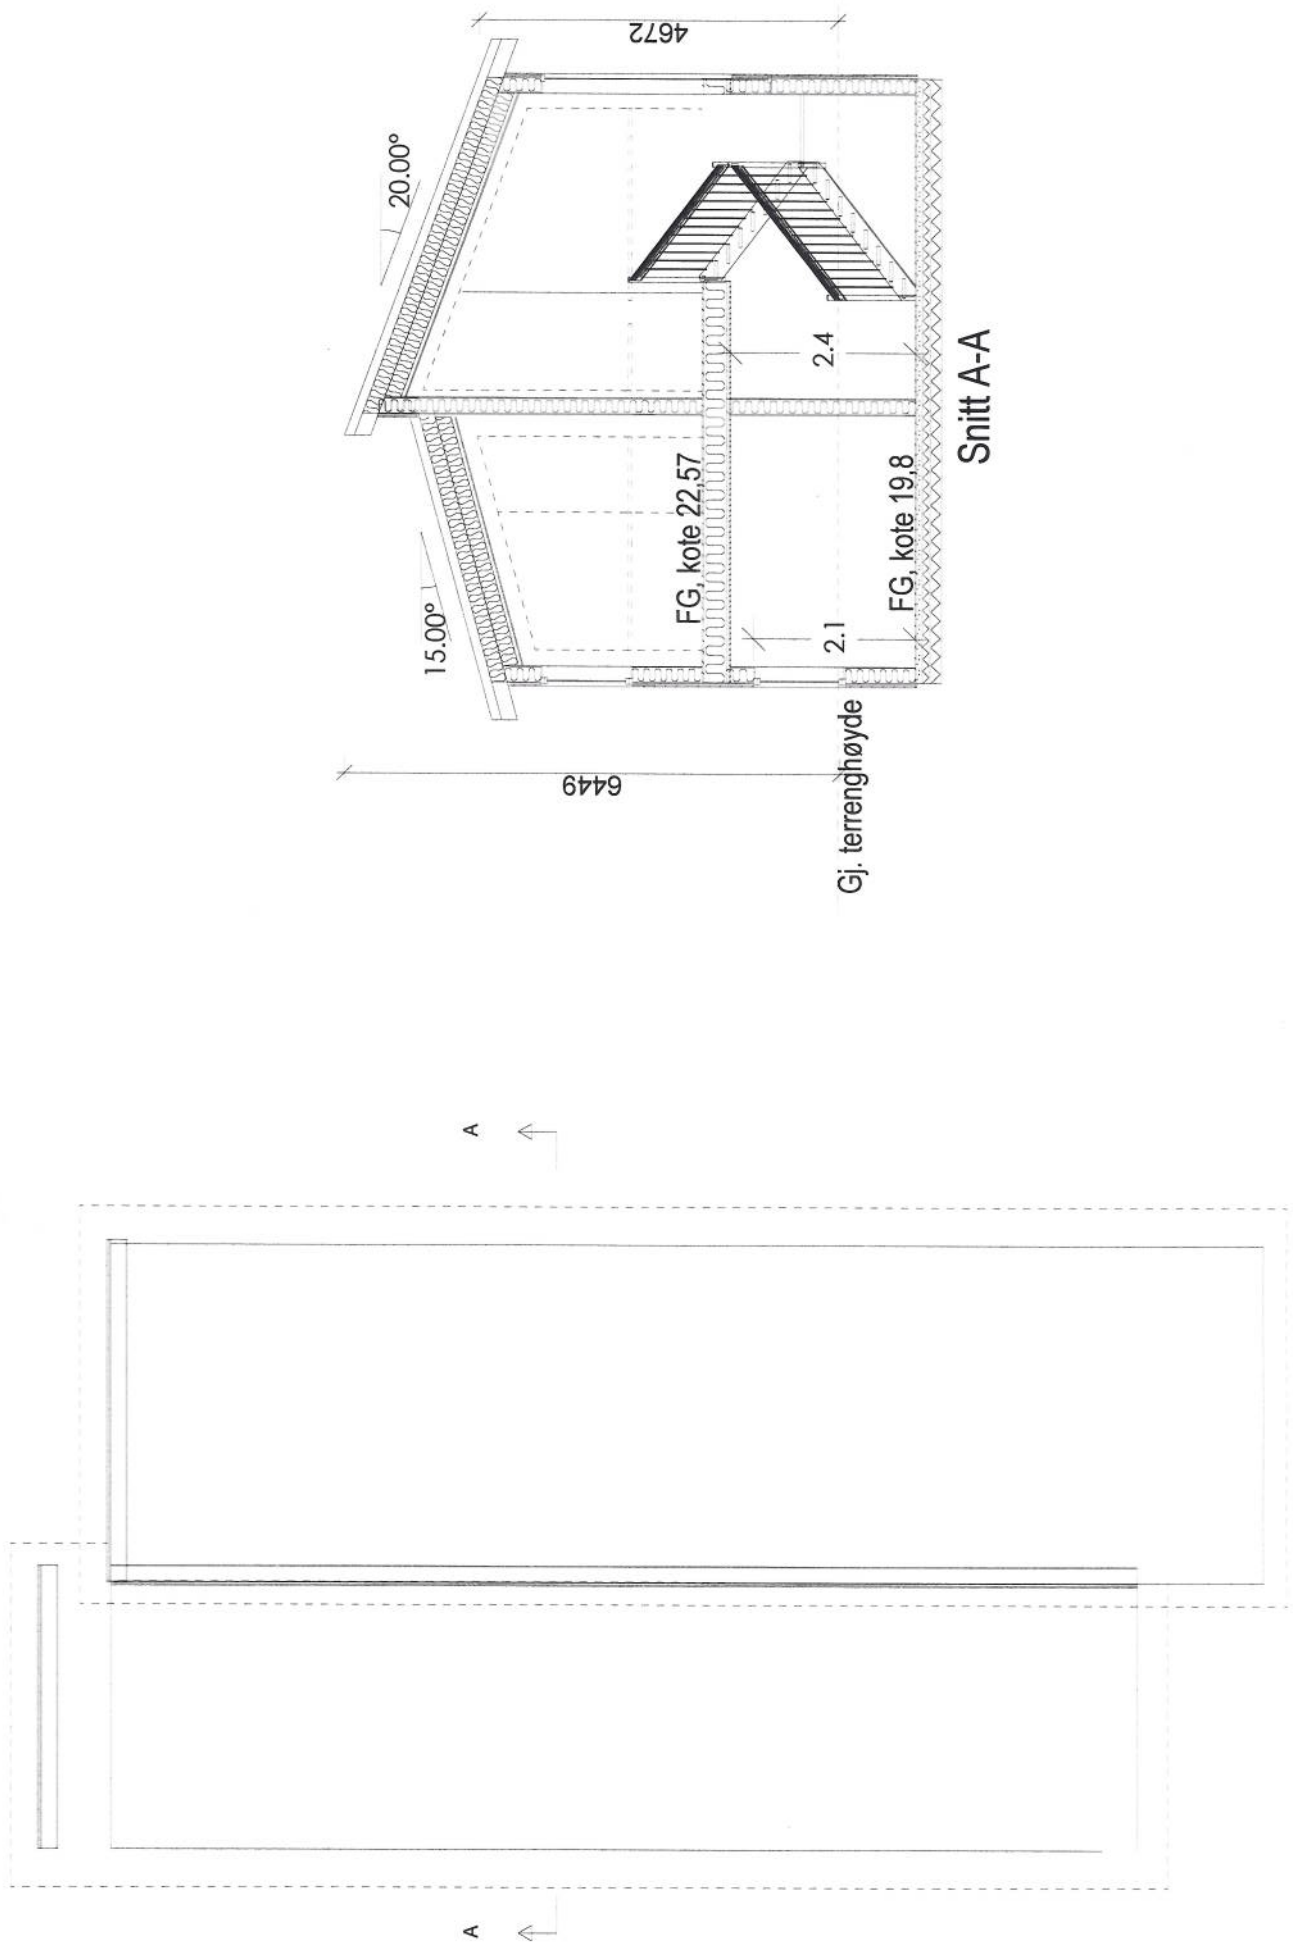 4672
20.00°
15.00°
6449
FG, kote 22,57
2.4
2.1
FG, kote 19,8
Gj. terrenghøyde
Snitt A-A
A
A